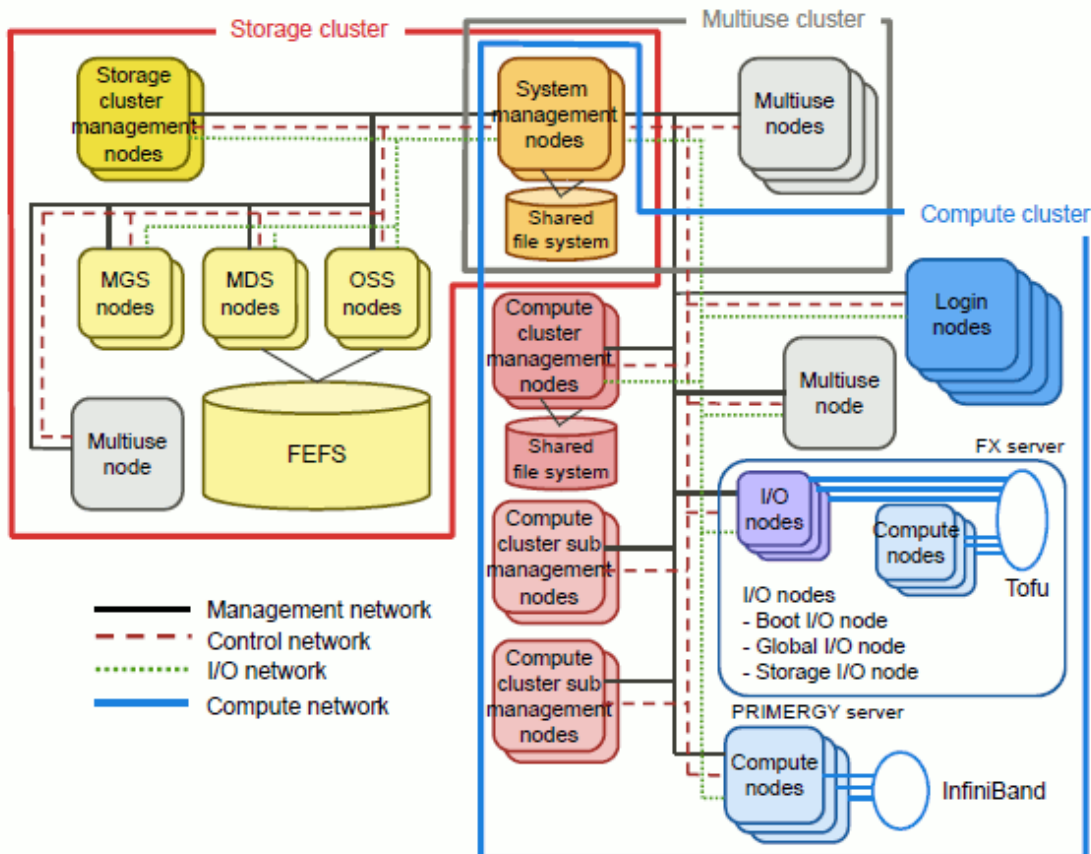 Multiuse cluster
Storage cluster
Storage
cluster
management
nodes
System
management
nodes
Multiuse
nodes
Shared
file system
Compute cluster
MGS
nodes
MDS
nodes
OSS
nodes
Login
nodes
Compute
cluster
management
nodes
Multiuse
node
Multiuse
node
FEFS
Shared
file system
FX server
I/O
nodes
Compute
nodes
Tofu
Compute
cluster sub
management
nodes
I/O nodes
- Boot I/O node
- Global I/O node
- Storage I/O node
Management network
Control network
I/O network
Compute network
Compute
cluster sub
management
nodes
PRIMERGY server
Compute
nodes
InfiniBand